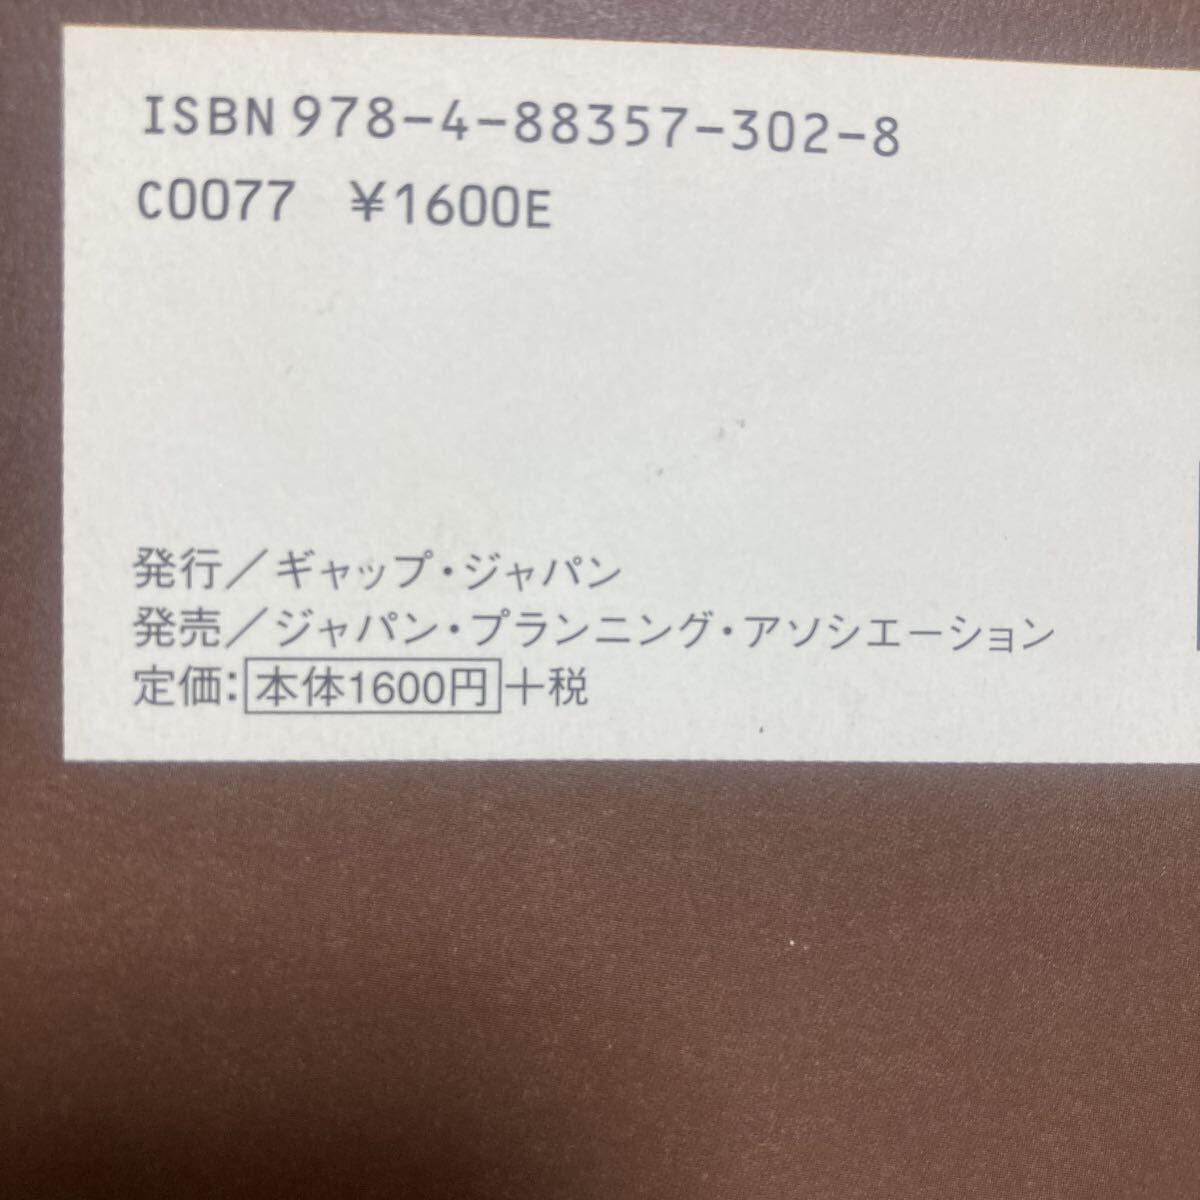 ISBN 978-4-88357-302-8
C0077 ¥1600E
発行／ギャップ・ジャパン
発売／ジャパン・プランニング・アソシエーション
定価：本体1600円＋税